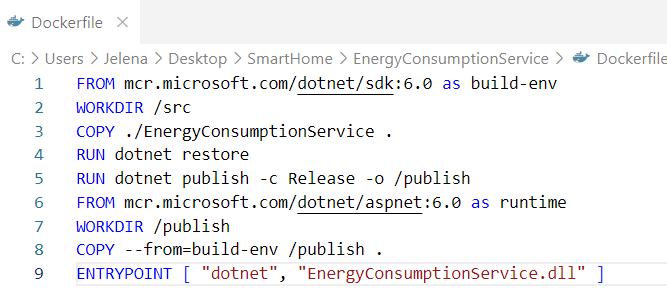 Dockerfile
C: > Users > Jelena > Desktop > SmartHome > EnergyConsumptionService > Dockerfile
1 FROM mcr.microsoft.com/dotnet/sdk:6.0 as build-env
2 WORKDIR /src
3 COPY ./EnergyConsumptionService .
4 RUN dotnet restore
5 RUN dotnet publish -c Release -o /publish
6 FROM mcr.microsoft.com/dotnet/aspnet:6.0 as runtime
7 WORKDIR /publish
8 COPY --from=build-env /publish .
9 ENTRYPOINT [ "dotnet", "EnergyConsumptionService.dll" ]